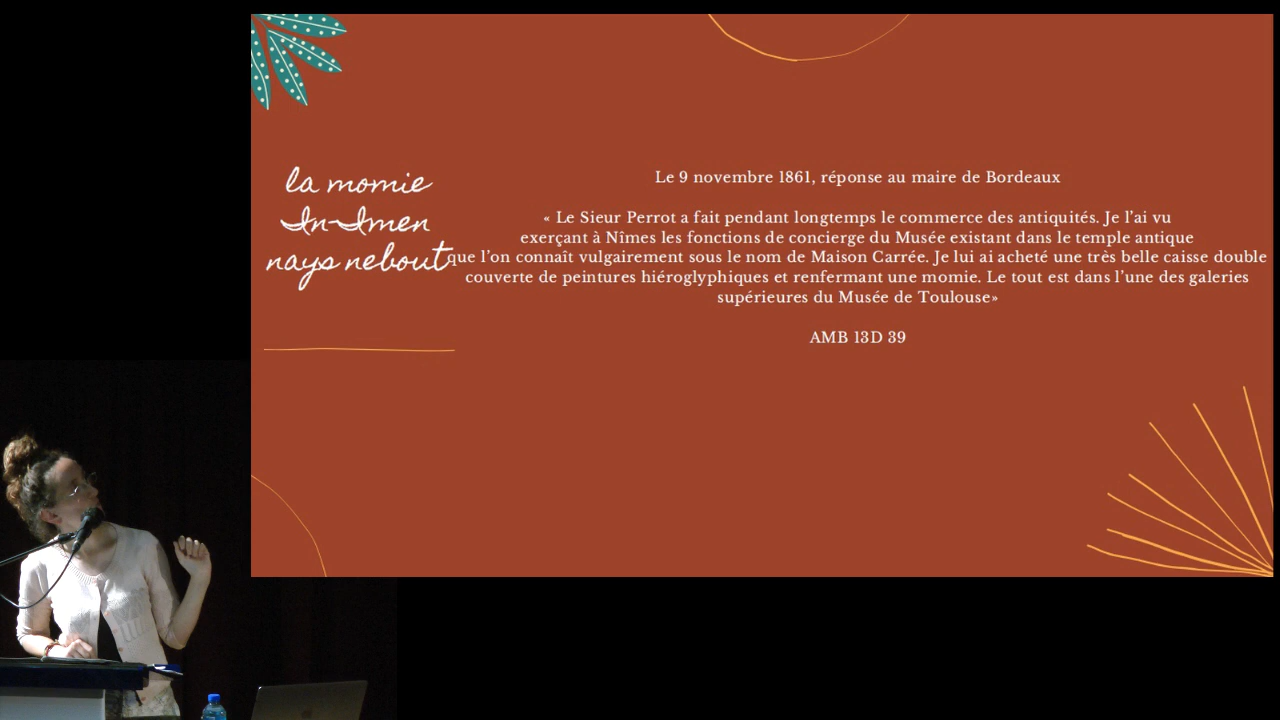 la momie
In-Imen
nays nebout
Le 9 novembre 1861, réponse au maire de Bordeaux
« Le Sieur Perrot a fait pendant longtemps le commerce des antiquités. Je l’ai vu
exerçant à Nîmes les fonctions de concierge du Musée existant dans le temple antique
que l’on connaît vulgairement sous le nom de Maison Carrée. Je lui ai acheté une très belle caisse double
couverte de peintures hiéroglyphiques et renfermant une momie. Le tout est dans l’une des galeries
supérieures du Musée de Toulouse»
AMB 13D 39